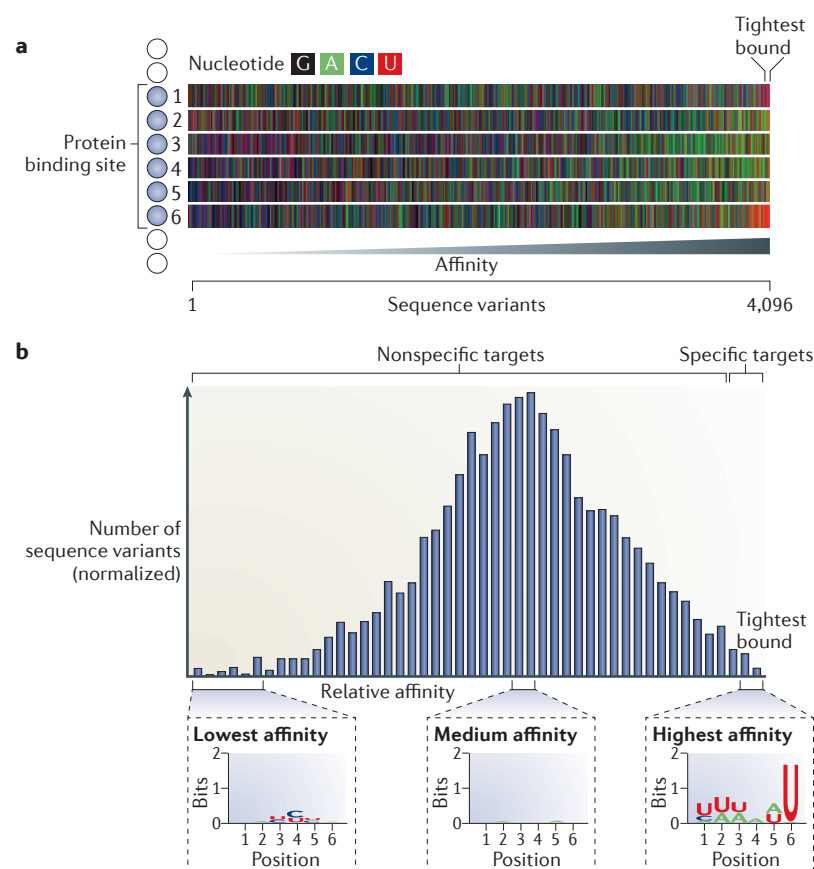 a
Nucleotide G A C U
Tightest
bound
Protein
binding site
1
2
3
4
5
6
Affinity
1 Sequence variants 4,096
b
Nonspecific targets Specific targets
Number of
sequence variants
(normalized)
Tightest
bound
Relative affinity
Lowest affinity
2
1
0
Bits
C
U U U
C U
1 2 3 4 5 6
Position
Medium affinity
2
1
0
Bits
1 2 3 4 5 6
Position
Highest affinity
2
1
0
Bits
U U U A U
C A A A U
1 2 3 4 5 6
Position